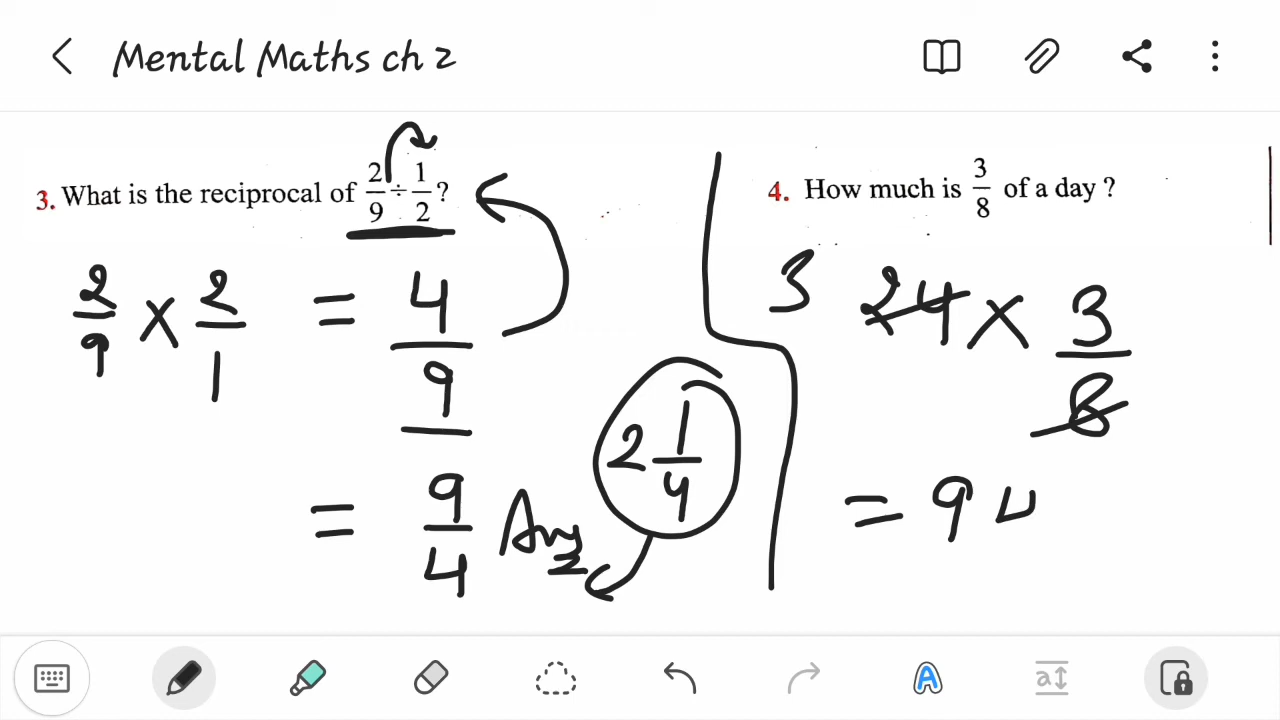 Mental Maths ch 2
3. What is the reciprocal of 2/9 ÷ 1/2 ?
2/9 × 2/1 = 4/9
= 9/4 Ans
2 1/4
4. How much is 3/8 of a day ?
3 24 × 3/8
= 9
A
a